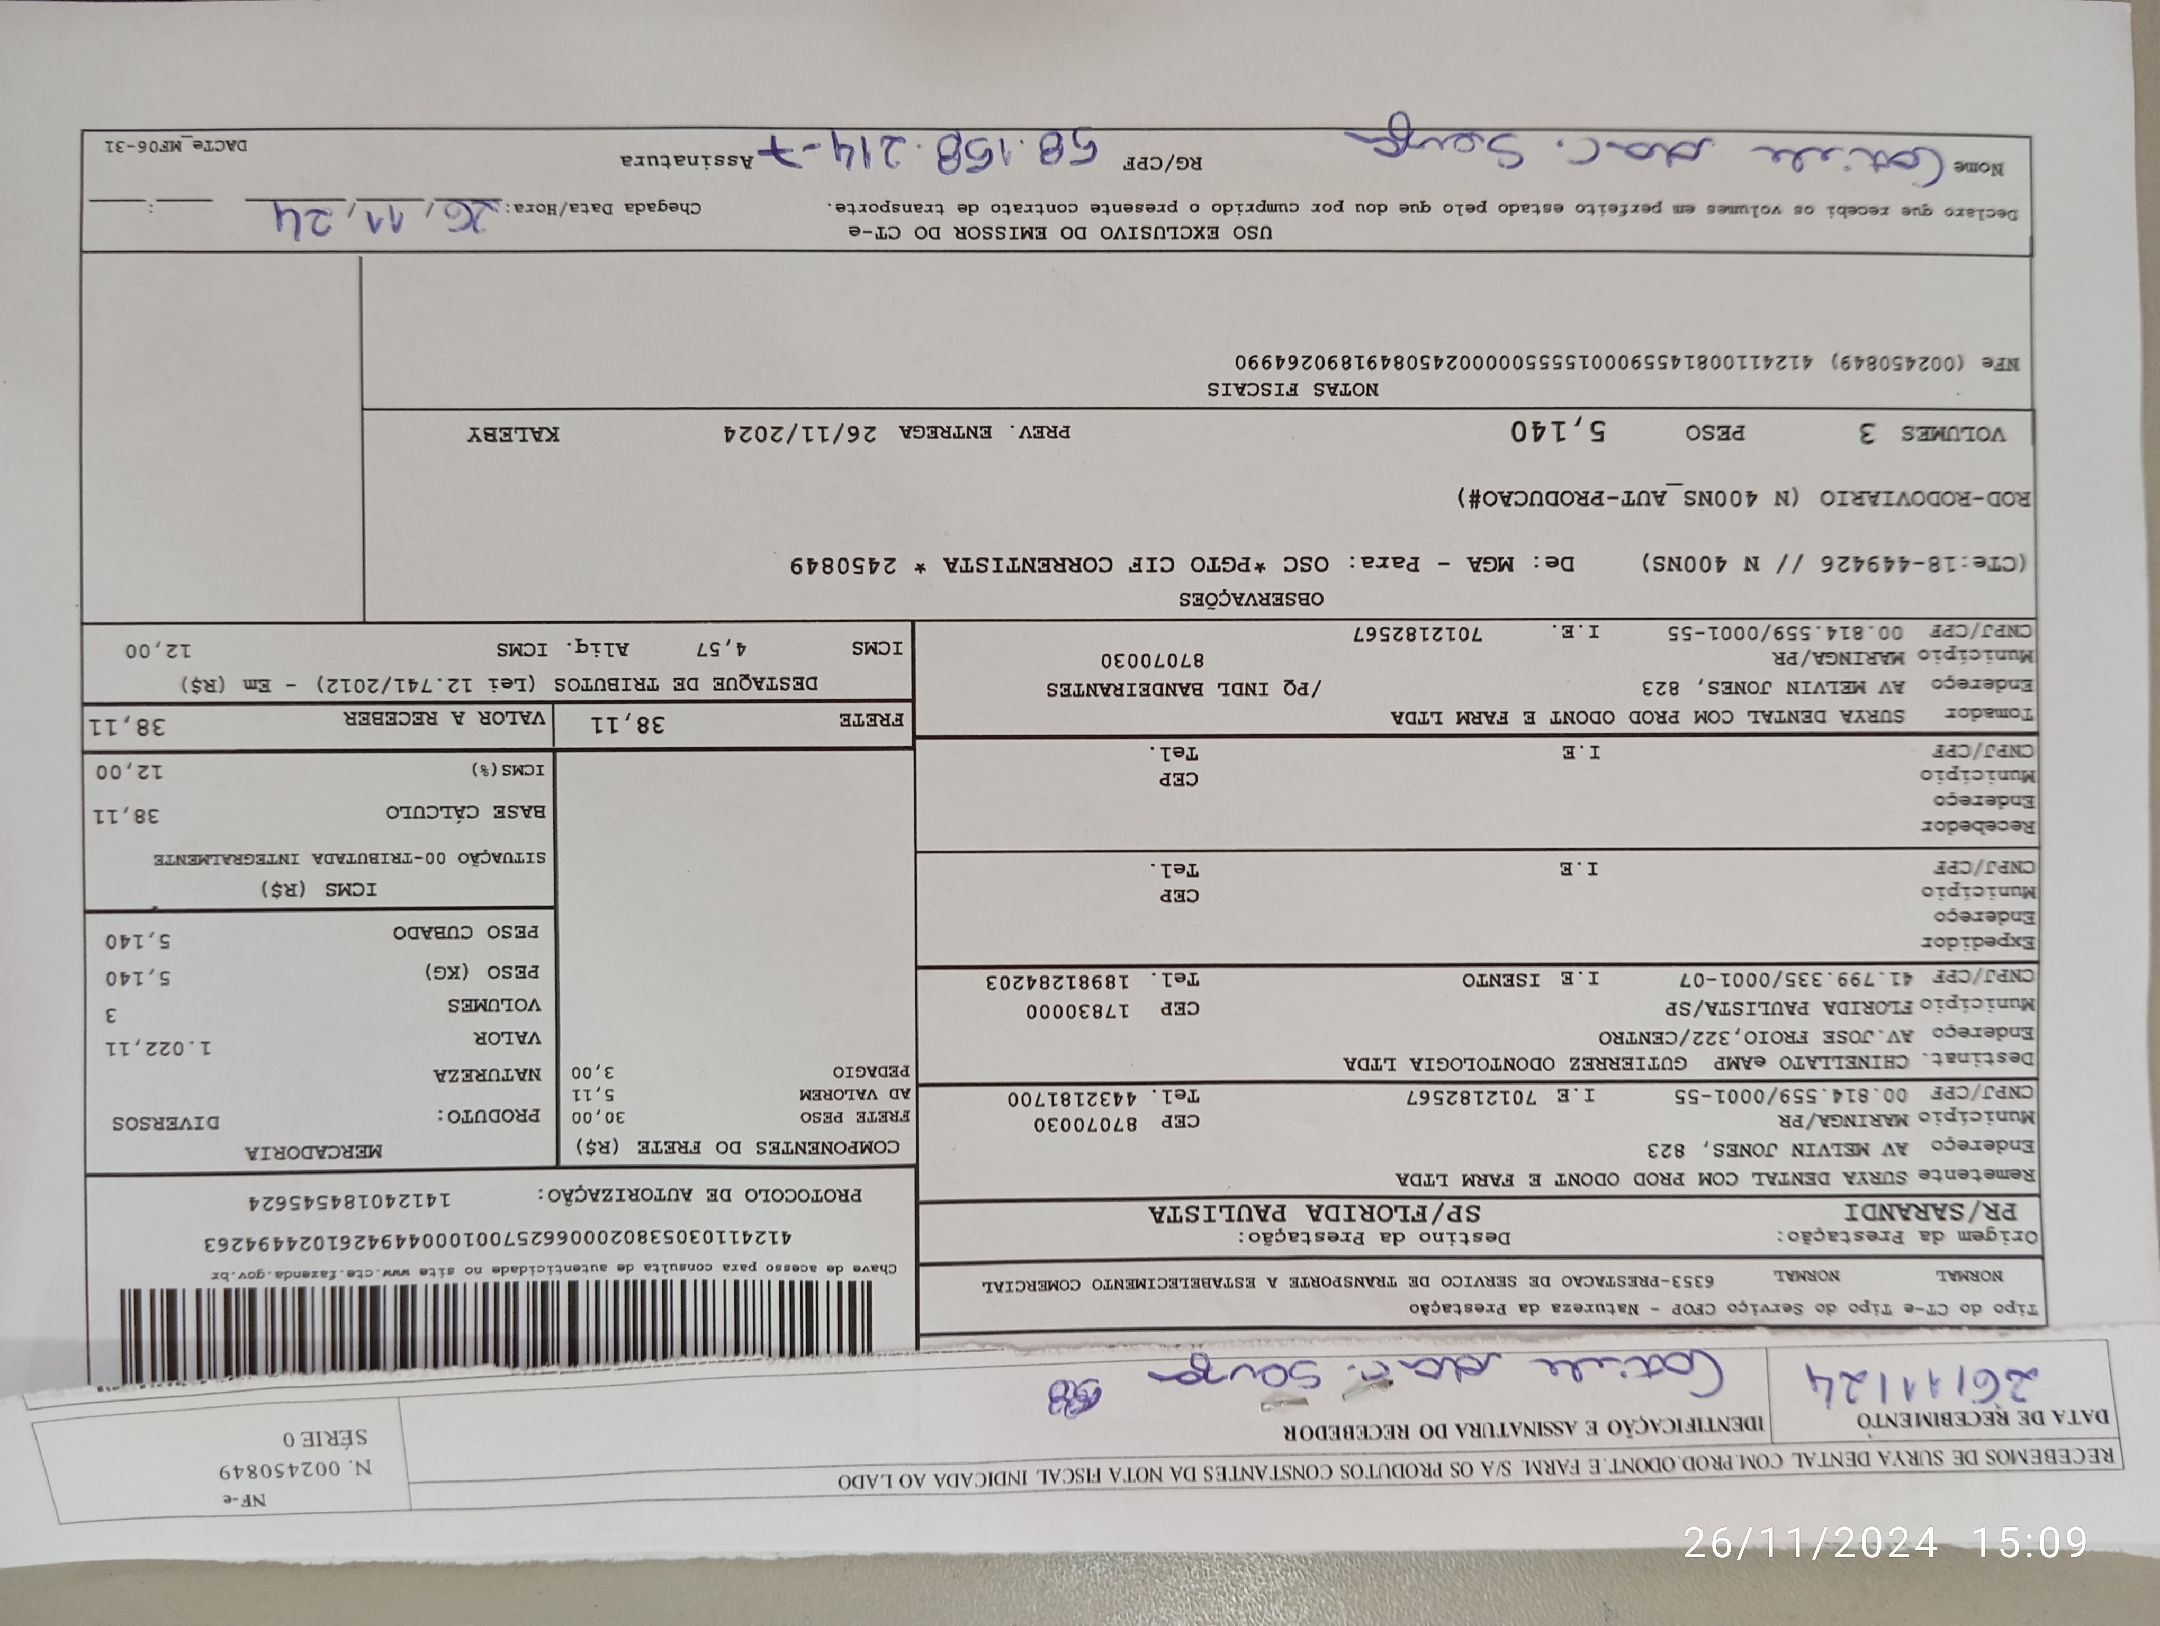 RECEBEMOS DE SURYA DENTAL COM.PROD.ODONT.E FARM. S/A OS PRODUTOS CONSTANTES DA NOTA FISCAL INDICADA AO LADO
NF-e
N. 002450849
SÉRIE 0
DATA DE RECEBIMENTO
26/11/24
IDENTIFICAÇÃO E ASSINATURA DO RECEBEDOR
Tipo do CT-e Tipo do Serviço CFOP - Natureza da Prestação
NORMAL NORMAL 6353-PRESTACAO DE SERVICO DE TRANSPORTE A ESTABELECIMENTO COMERCIAL
Origem da Prestação: Destino da Prestação:
PR/SARANDI SP/FLORIDA PAULISTA
Chave de acesso para consulta de autenticidade no site www.cte.fazenda.gov.br
41241103053802000662570010004494261024494263
PROTOCOLO DE AUTORIZAÇÃO: 141240184545624
Remetente SURYA DENTAL COM PROD ODONT E FARM LTDA
Endereço AV MELVIN JONES, 823
Município MARINGA/PR CEP 87070030
CNPJ/CPF 00.814.559/0001-55 I.E 7012182567 Tel. 4432181700
Destinat. CHINELLATO eAMP GUTIERREZ ODONTOLOGIA LTDA
Endereço AV.JOSE FROIO,322/CENTRO
Município FLORIDA PAULISTA/SP CEP 17830000
CNPJ/CPF 41.799.335/0001-07 I.E ISENTO Tel. 18981284203
Expedidor
Endereço
Município CEP
CNPJ/CPF I.E Tel.
Recebedor
Endereço
Município CEP
CNPJ/CPF I.E Tel.
Tomador SURYA DENTAL COM PROD ODONT E FARM LTDA
Endereço AV MELVIN JONES, 823 /PQ INDL BANDEIRANTES
Município MARINGA/PR 87070030
CNPJ/CPF 00.814.559/0001-55 I.E. 7012182567
COMPONENTES DO FRETE (R$)
FRETE PESO 30,00
AD VALOREM 5,11
PEDAGIO 3,00
MERCADORIA
PRODUTO: DIVERSOS
NATUREZA
VALOR 1.022,11
VOLUMES 3
PESO (KG) 5,140
PESO CUBADO 5,140
ICMS (R$)
SITUAÇÃO 00-TRIBUTADA INTEGRALMENTE
BASE CÁLCULO 38,11
ICMS(%) 12,00
FRETE 38,11 VALOR A RECEBER 38,11
DESTAQUE DE TRIBUTOS (Lei 12.741/2012) - Em (R$)
ICMS 4,57 Aliq. ICMS 12,00
OBSERVAÇÕES
(CTe:18-449426 // N 400NS) De: MGA - Para: OSC *PGTO CIF CORRENTISTA * 2450849
ROD-RODOVIARIO (N 400NS_AUT-PRODUCAO#)
VOLUMES 3 PESO 5,140 PREV. ENTREGA 26/11/2024 KALEBY
NOTAS FISCAIS
NFe (002450849) 41241100814559000155550000024508491890264990
USO EXCLUSIVO DO EMISSOR DO CT-e
Declaro que recebi os volumes em perfeito estado pelo que dou por cumprido o presente contrato de transporte. Chegada Data/Hora: 26/11/24 :
Nome RG/CPF 58.158.214-7 Assinatura
DACTe_MF06-31
26/11/2024 15:09